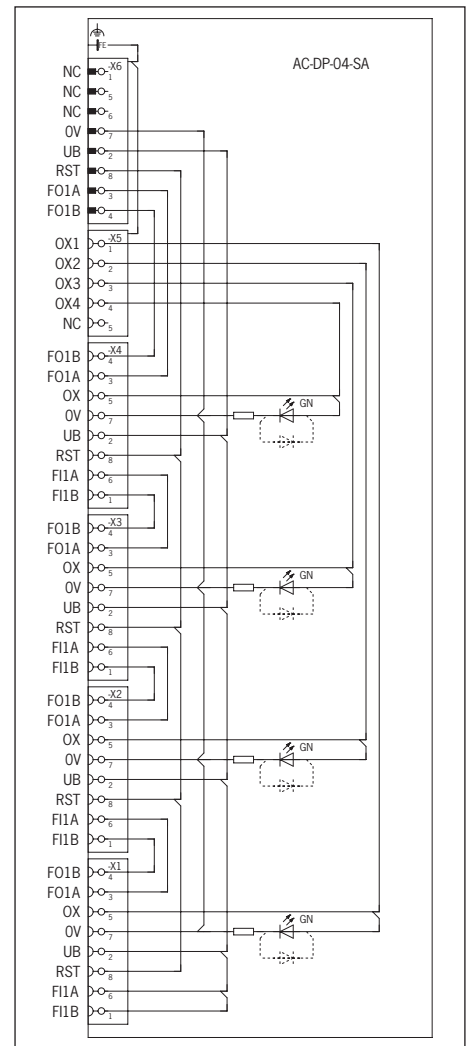 FE
AC-DP-04-SA
-X6
NC 1
NC 5
NC 6
0V 7
UB 2
RST 8
FO1A 3
FO1B 4
-X5
OX1 1
OX2 2
OX3 3
OX4 4
NC 5
-X4
FO1B 4
FO1A 3
OX 5
0V 7 GN
UB 2
RST 8
FI1A 6
FI1B 1
-X3
FO1B 4
FO1A 3
OX 5
0V 7 GN
UB 2
RST 8
FI1A 6
FI1B 1
-X2
FO1B 4
FO1A 3
OX 5
0V 7 GN
UB 2
RST 8
FI1A 6
FI1B 1
-X1
FO1B 4
FO1A 3
OX 5
0V 7 GN
UB 2
RST 8
FI1A 6
FI1B 1